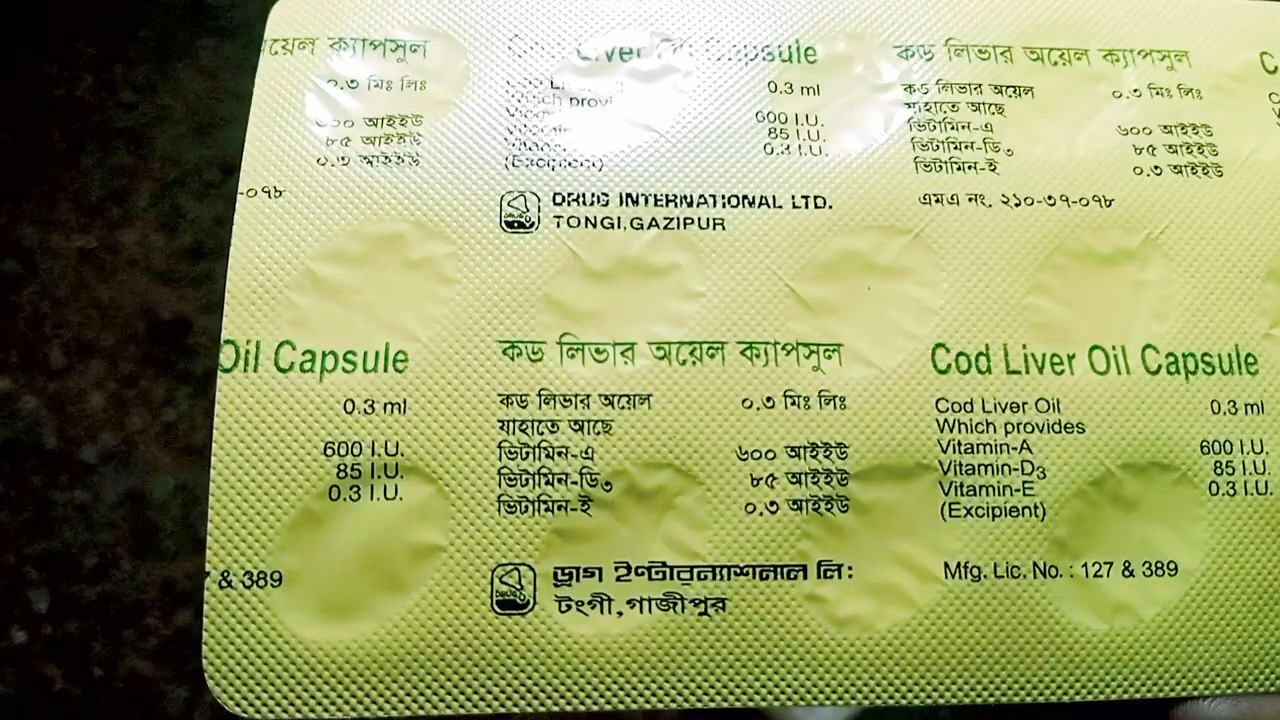 য়েল ক্যাপসুল
০.৩ মিঃ লিঃ
৬০০ আইইউ
৮৫ আইইউ
০.৩ আইইউ
-০৭৮
Liver Oil Capsule
0.3 ml
Which provi
600 I.U.
85 I.U.
0.3 I.U.
(Excipient)
DRUG INTERNATIONAL LTD.
TONGI,GAZIPUR
কড লিভার অয়েল ক্যাপসুল
কড লিভার অয়েল ০.৩ মিঃ লিঃ
যাহাতে আছে
ভিটামিন-এ ৬০০ আইইউ
ভিটামিন-ডি৩ ৮৫ আইইউ
ভিটামিন-ই ০.৩ আইইউ
এমএ নং. ২১০-৩৭-০৭৮
Oil Capsule
0.3 ml
600 I.U.
85 I.U.
0.3 I.U.
& 389
কড লিভার অয়েল ক্যাপসুল
কড লিভার অয়েল ০.৩ মিঃ লিঃ
যাহাতে আছে
ভিটামিন-এ ৬০০ আইইউ
ভিটামিন-ডি৩ ৮৫ আইইউ
ভিটামিন-ই ০.৩ আইইউ
DRUG
ড্রাগ ইন্টারন্যাশনাল লি:
টংগী,গাজীপুর
Cod Liver Oil Capsule
Cod Liver Oil 0.3 ml
Which provides
Vitamin-A 600 I.U.
Vitamin-D3 85 I.U.
Vitamin-E 0.3 I.U.
(Excipient)
Mfg. Lic. No. : 127 & 389